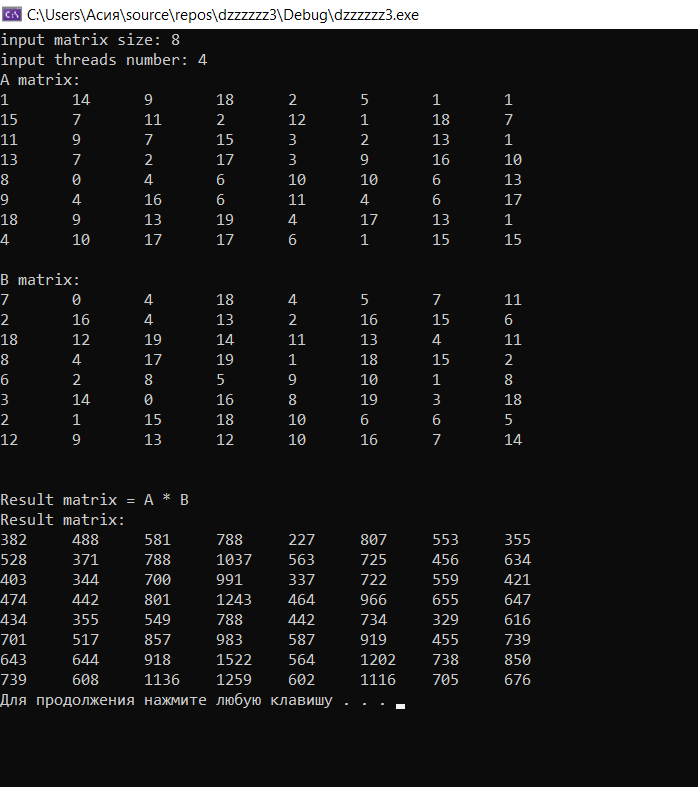 C:\Users\Асия\source\repos\dzzzzzz3\Debug\dzzzzzz3.exe
input matrix size: 8
input threads number: 4
A matrix:
1 14 9 18 2 5 1 1
15 7 11 2 12 1 18 7
11 9 7 15 3 2 13 1
13 7 2 17 3 9 16 10
8 0 4 6 10 10 6 13
9 4 16 6 11 4 6 17
18 9 13 19 4 17 13 1
4 10 17 17 6 1 15 15
B matrix:
7 0 4 18 4 5 7 11
2 16 4 13 2 16 15 6
18 12 19 14 11 13 4 11
8 4 17 19 1 18 15 2
6 2 8 5 9 10 1 8
3 14 0 16 8 19 3 18
2 1 15 18 10 6 6 5
12 9 13 12 10 16 7 14
Result matrix = A * B
Result matrix:
382 488 581 788 227 807 553 355
528 371 788 1037 563 725 456 634
403 344 700 991 337 722 559 421
474 442 801 1243 464 966 655 647
434 355 549 788 442 734 329 616
701 517 857 983 587 919 455 739
643 644 918 1522 564 1202 738 850
739 608 1136 1259 602 1116 705 676
Для продолжения нажмите любую клавишу . . .